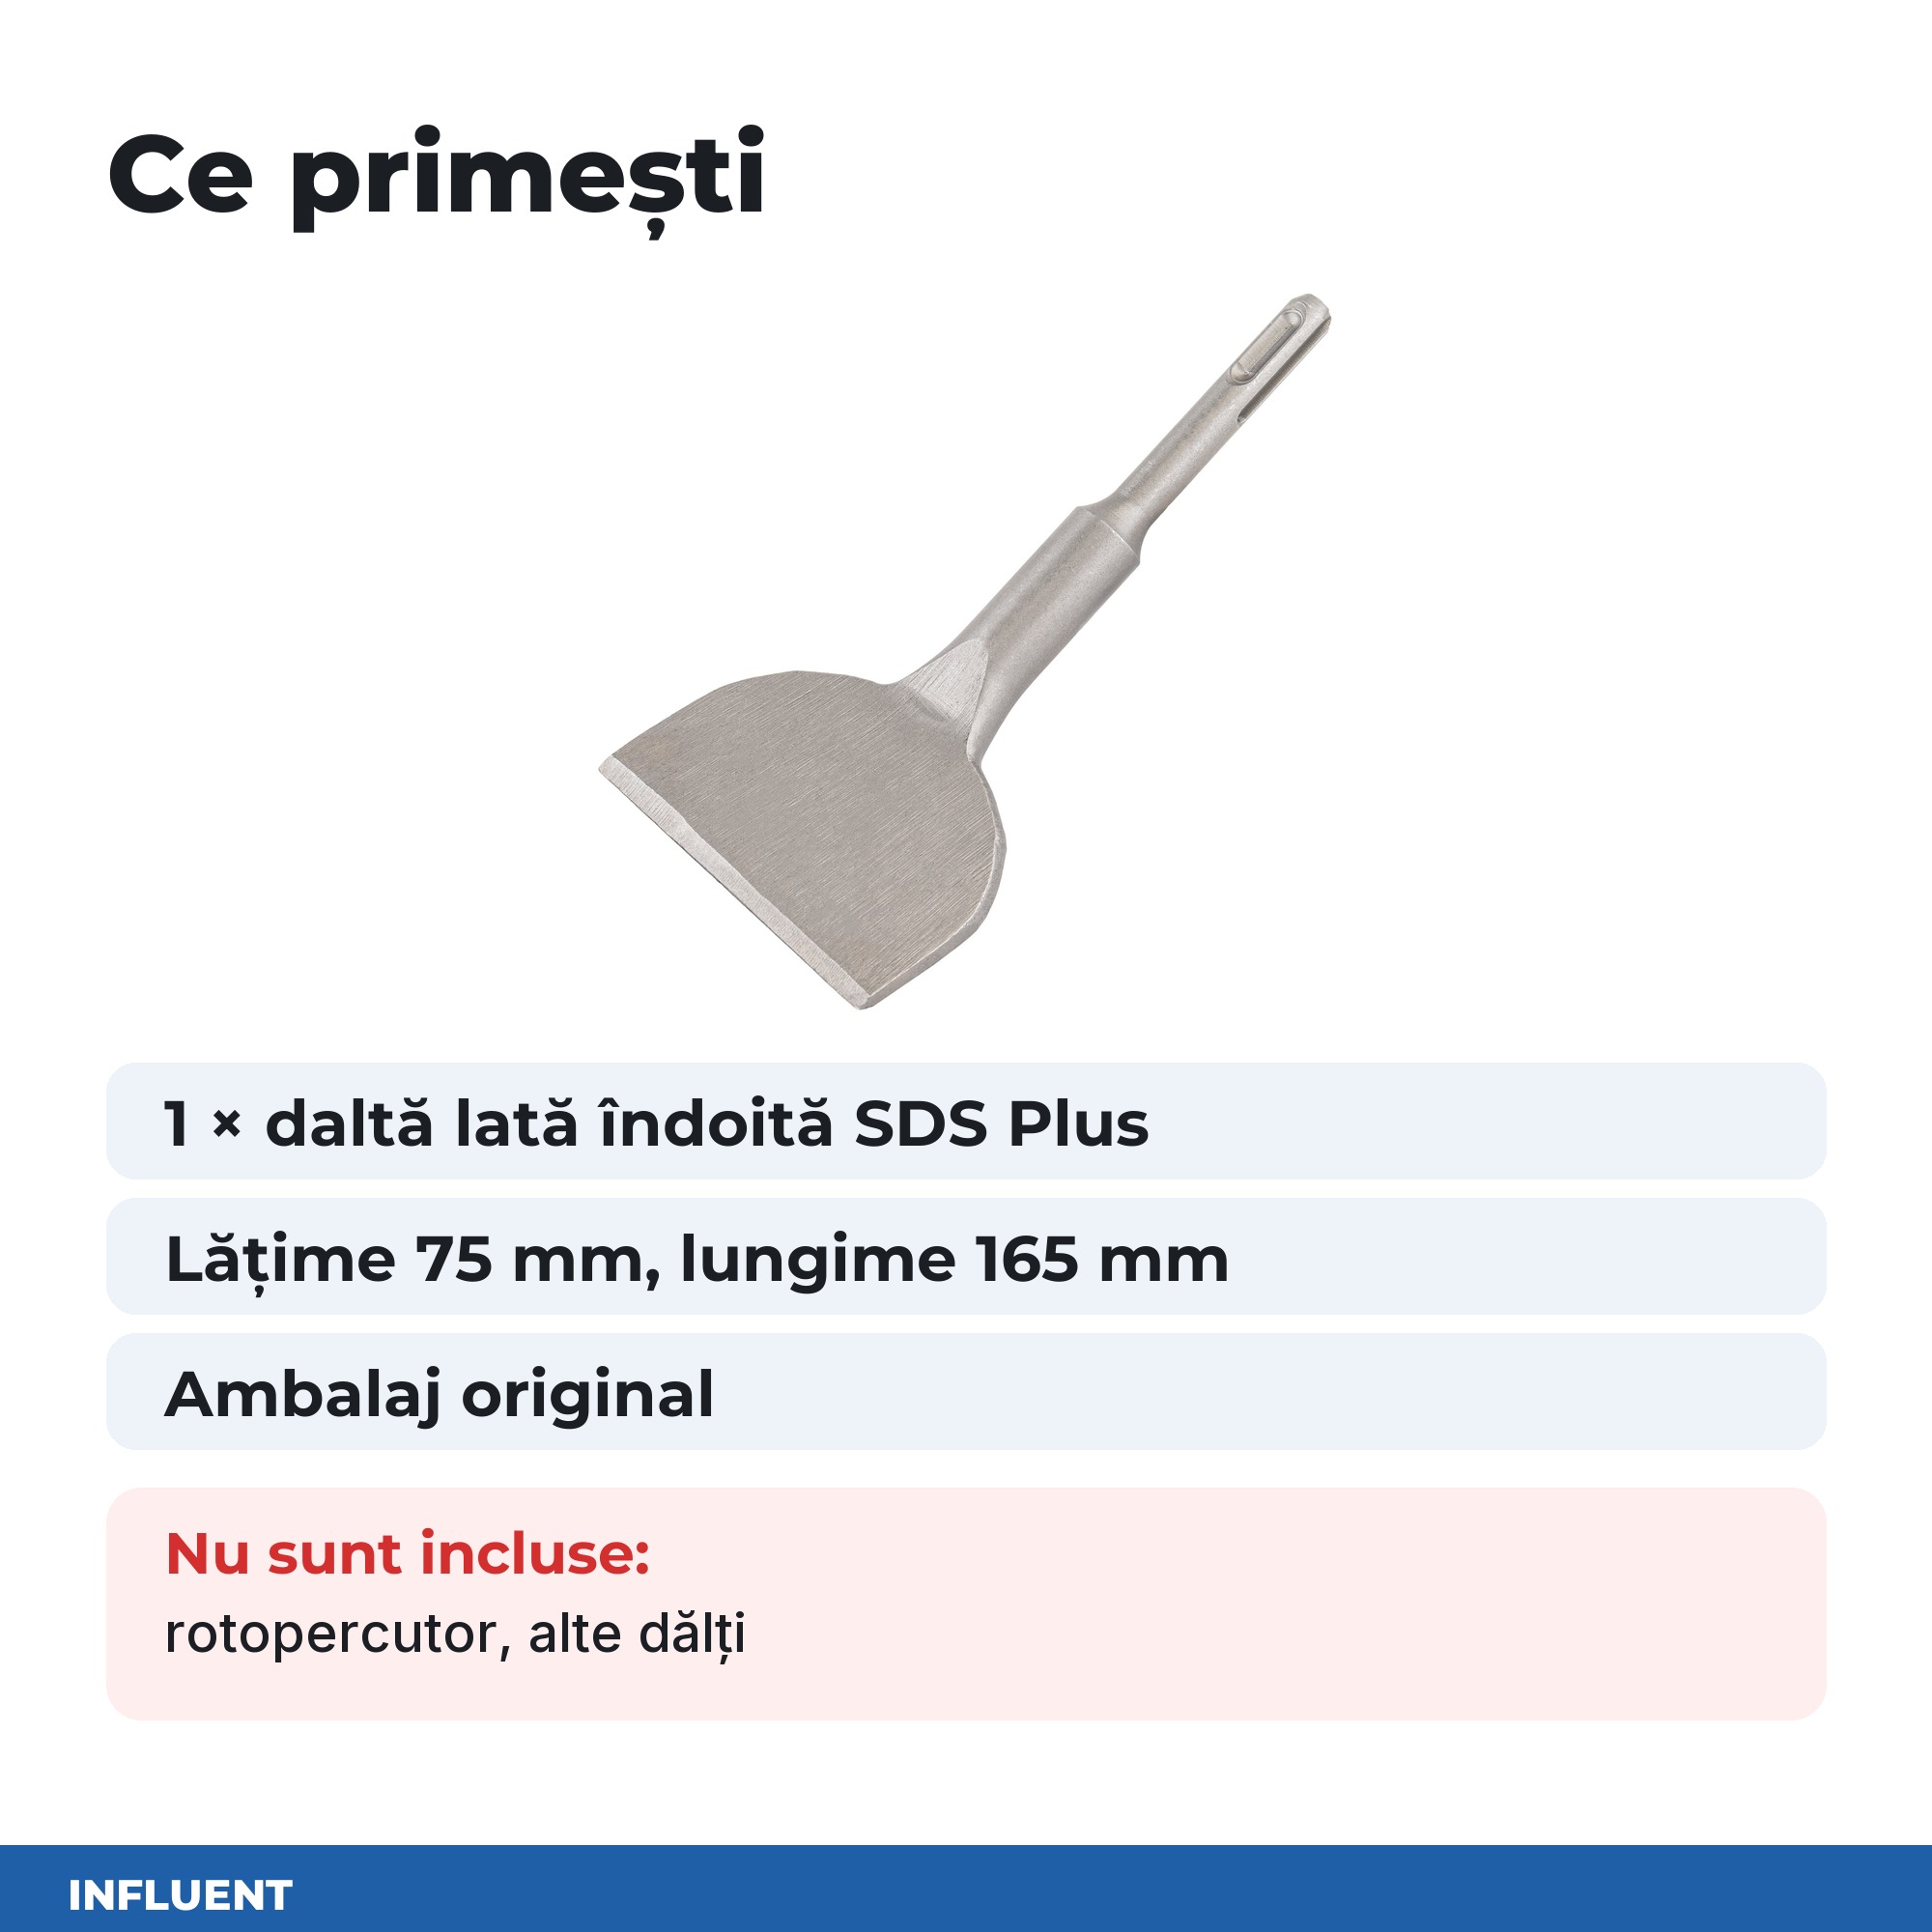 Ce primești
1 × daltă lată îndoită SDS Plus
Lățime 75 mm, lungime 165 mm
Ambalaj original
Nu sunt incluse:
rotopercutor, alte dălți
INFLUENT